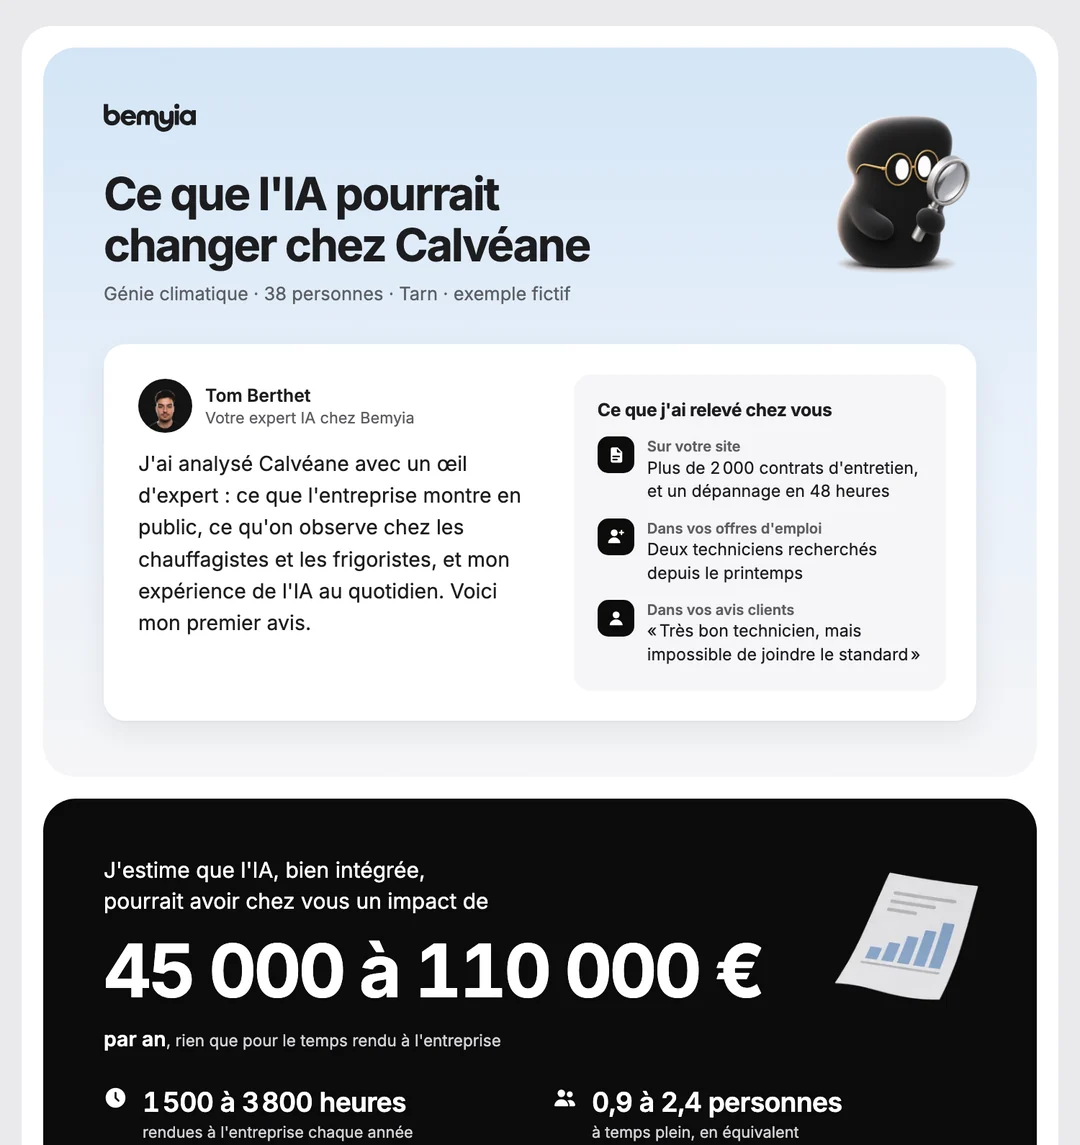 bemyia
Ce que l'IA pourrait
changer chez Calvéane
Génie climatique · 38 personnes · Tarn · exemple fictif
Tom Berthet
Votre expert IA chez Bemyia
J'ai analysé Calvéane avec un œil
d'expert : ce que l'entreprise montre en
public, ce qu'on observe chez les
chauffagistes et les frigoristes, et mon
expérience de l'IA au quotidien. Voici
mon premier avis.
Ce que j'ai relevé chez vous
Sur votre site
Plus de 2 000 contrats d'entretien,
et un dépannage en 48 heures
Dans vos offres d'emploi
Deux techniciens recherchés
depuis le printemps
Dans vos avis clients
« Très bon technicien, mais
impossible de joindre le standard »
J'estime que l'IA, bien intégrée,
pourrait avoir chez vous un impact de
45 000 à 110 000 €
par an, rien que pour le temps rendu à l'entreprise
1 500 à 3 800 heures
rendues à l'entreprise chaque année
0,9 à 2,4 personnes
à temps plein, en équivalent